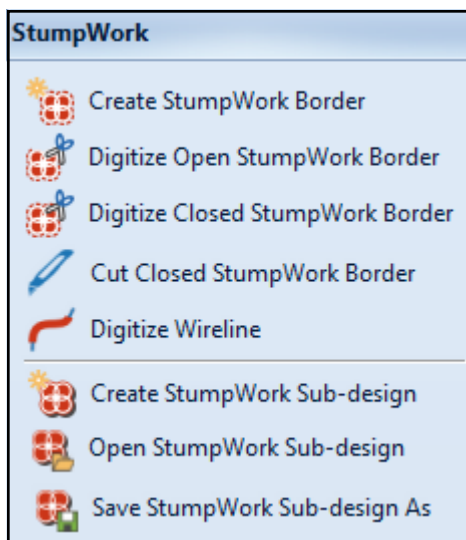 StumpWork
Create StumpWork Border
Digitize Open StumpWork Border
Digitize Closed StumpWork Border
Cut Closed StumpWork Border
Digitize Wireline
Create StumpWork Sub-design
Open StumpWork Sub-design
Save StumpWork Sub-design As